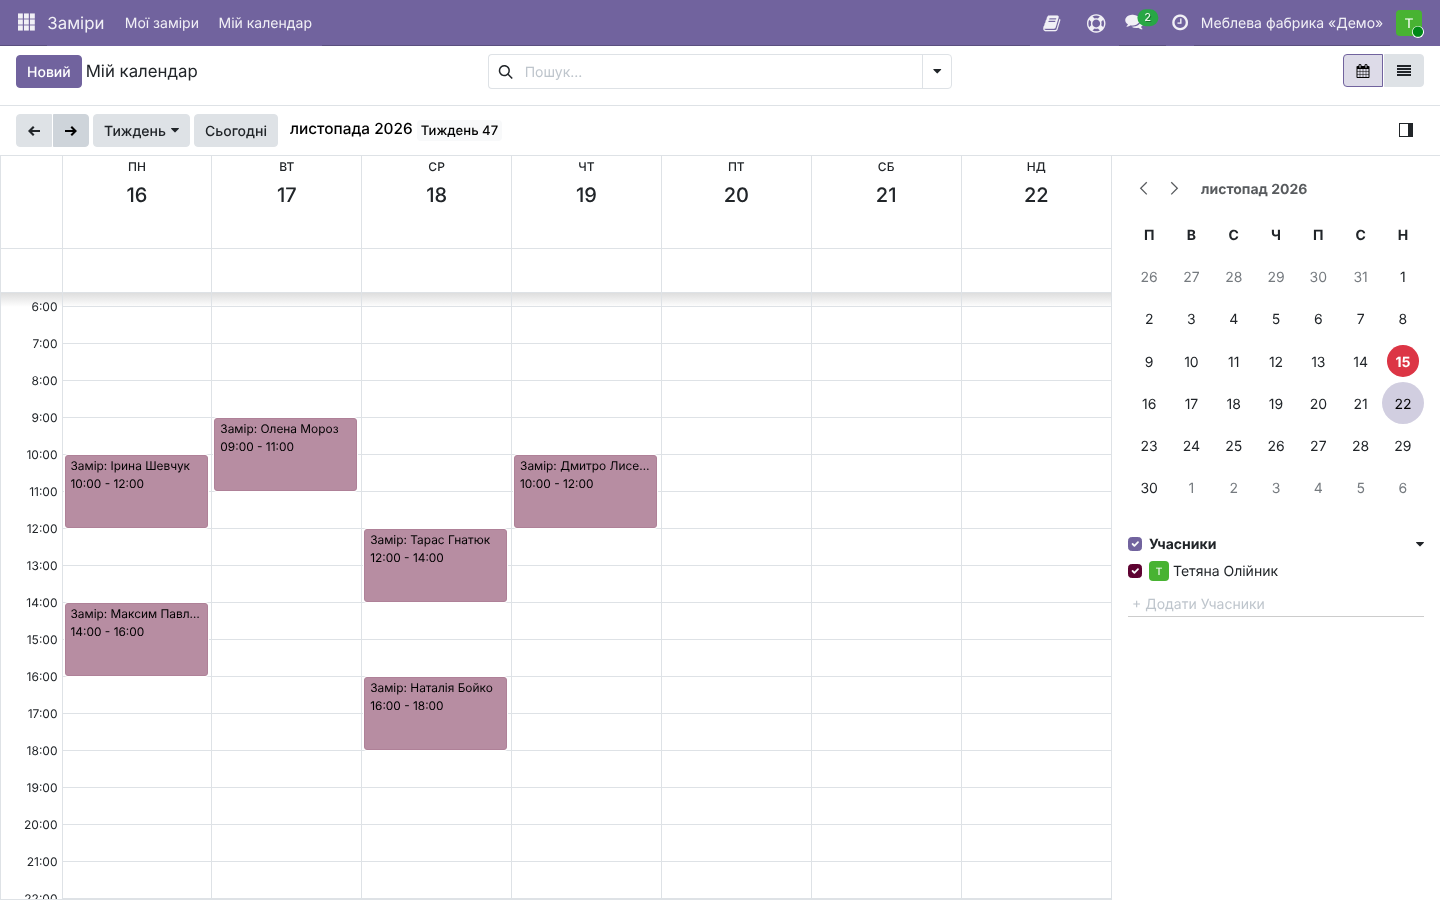 Заміри Мої заміри Мій календар 2 Меблева фабрика «Демо» Т
Новий Мій календар Пошук...
Тиждень Сьогодні листопада 2026 Тиждень 47
ПН ВТ СР ЧТ ПТ СБ НД
16 17 18 19 20 21 22
6:00
7:00
8:00
9:00
10:00
11:00
12:00
13:00
14:00
15:00
16:00
17:00
18:00
19:00
20:00
21:00
22:00
Замір: Ірина Шевчук
10:00 - 12:00
Замір: Максим Павл...
14:00 - 16:00
Замір: Олена Мороз
09:00 - 11:00
Замір: Тарас Гнатюк
12:00 - 14:00
Замір: Наталія Бойко
16:00 - 18:00
Замір: Дмитро Лисе...
10:00 - 12:00
листопад 2026
П В С Ч П С Н
26 27 28 29 30 31 1
2 3 4 5 6 7 8
9 10 11 12 13 14 15
16 17 18 19 20 21 22
23 24 25 26 27 28 29
30 1 2 3 4 5 6
Учасники
Т Тетяна Олійник
+ Додати Учасники